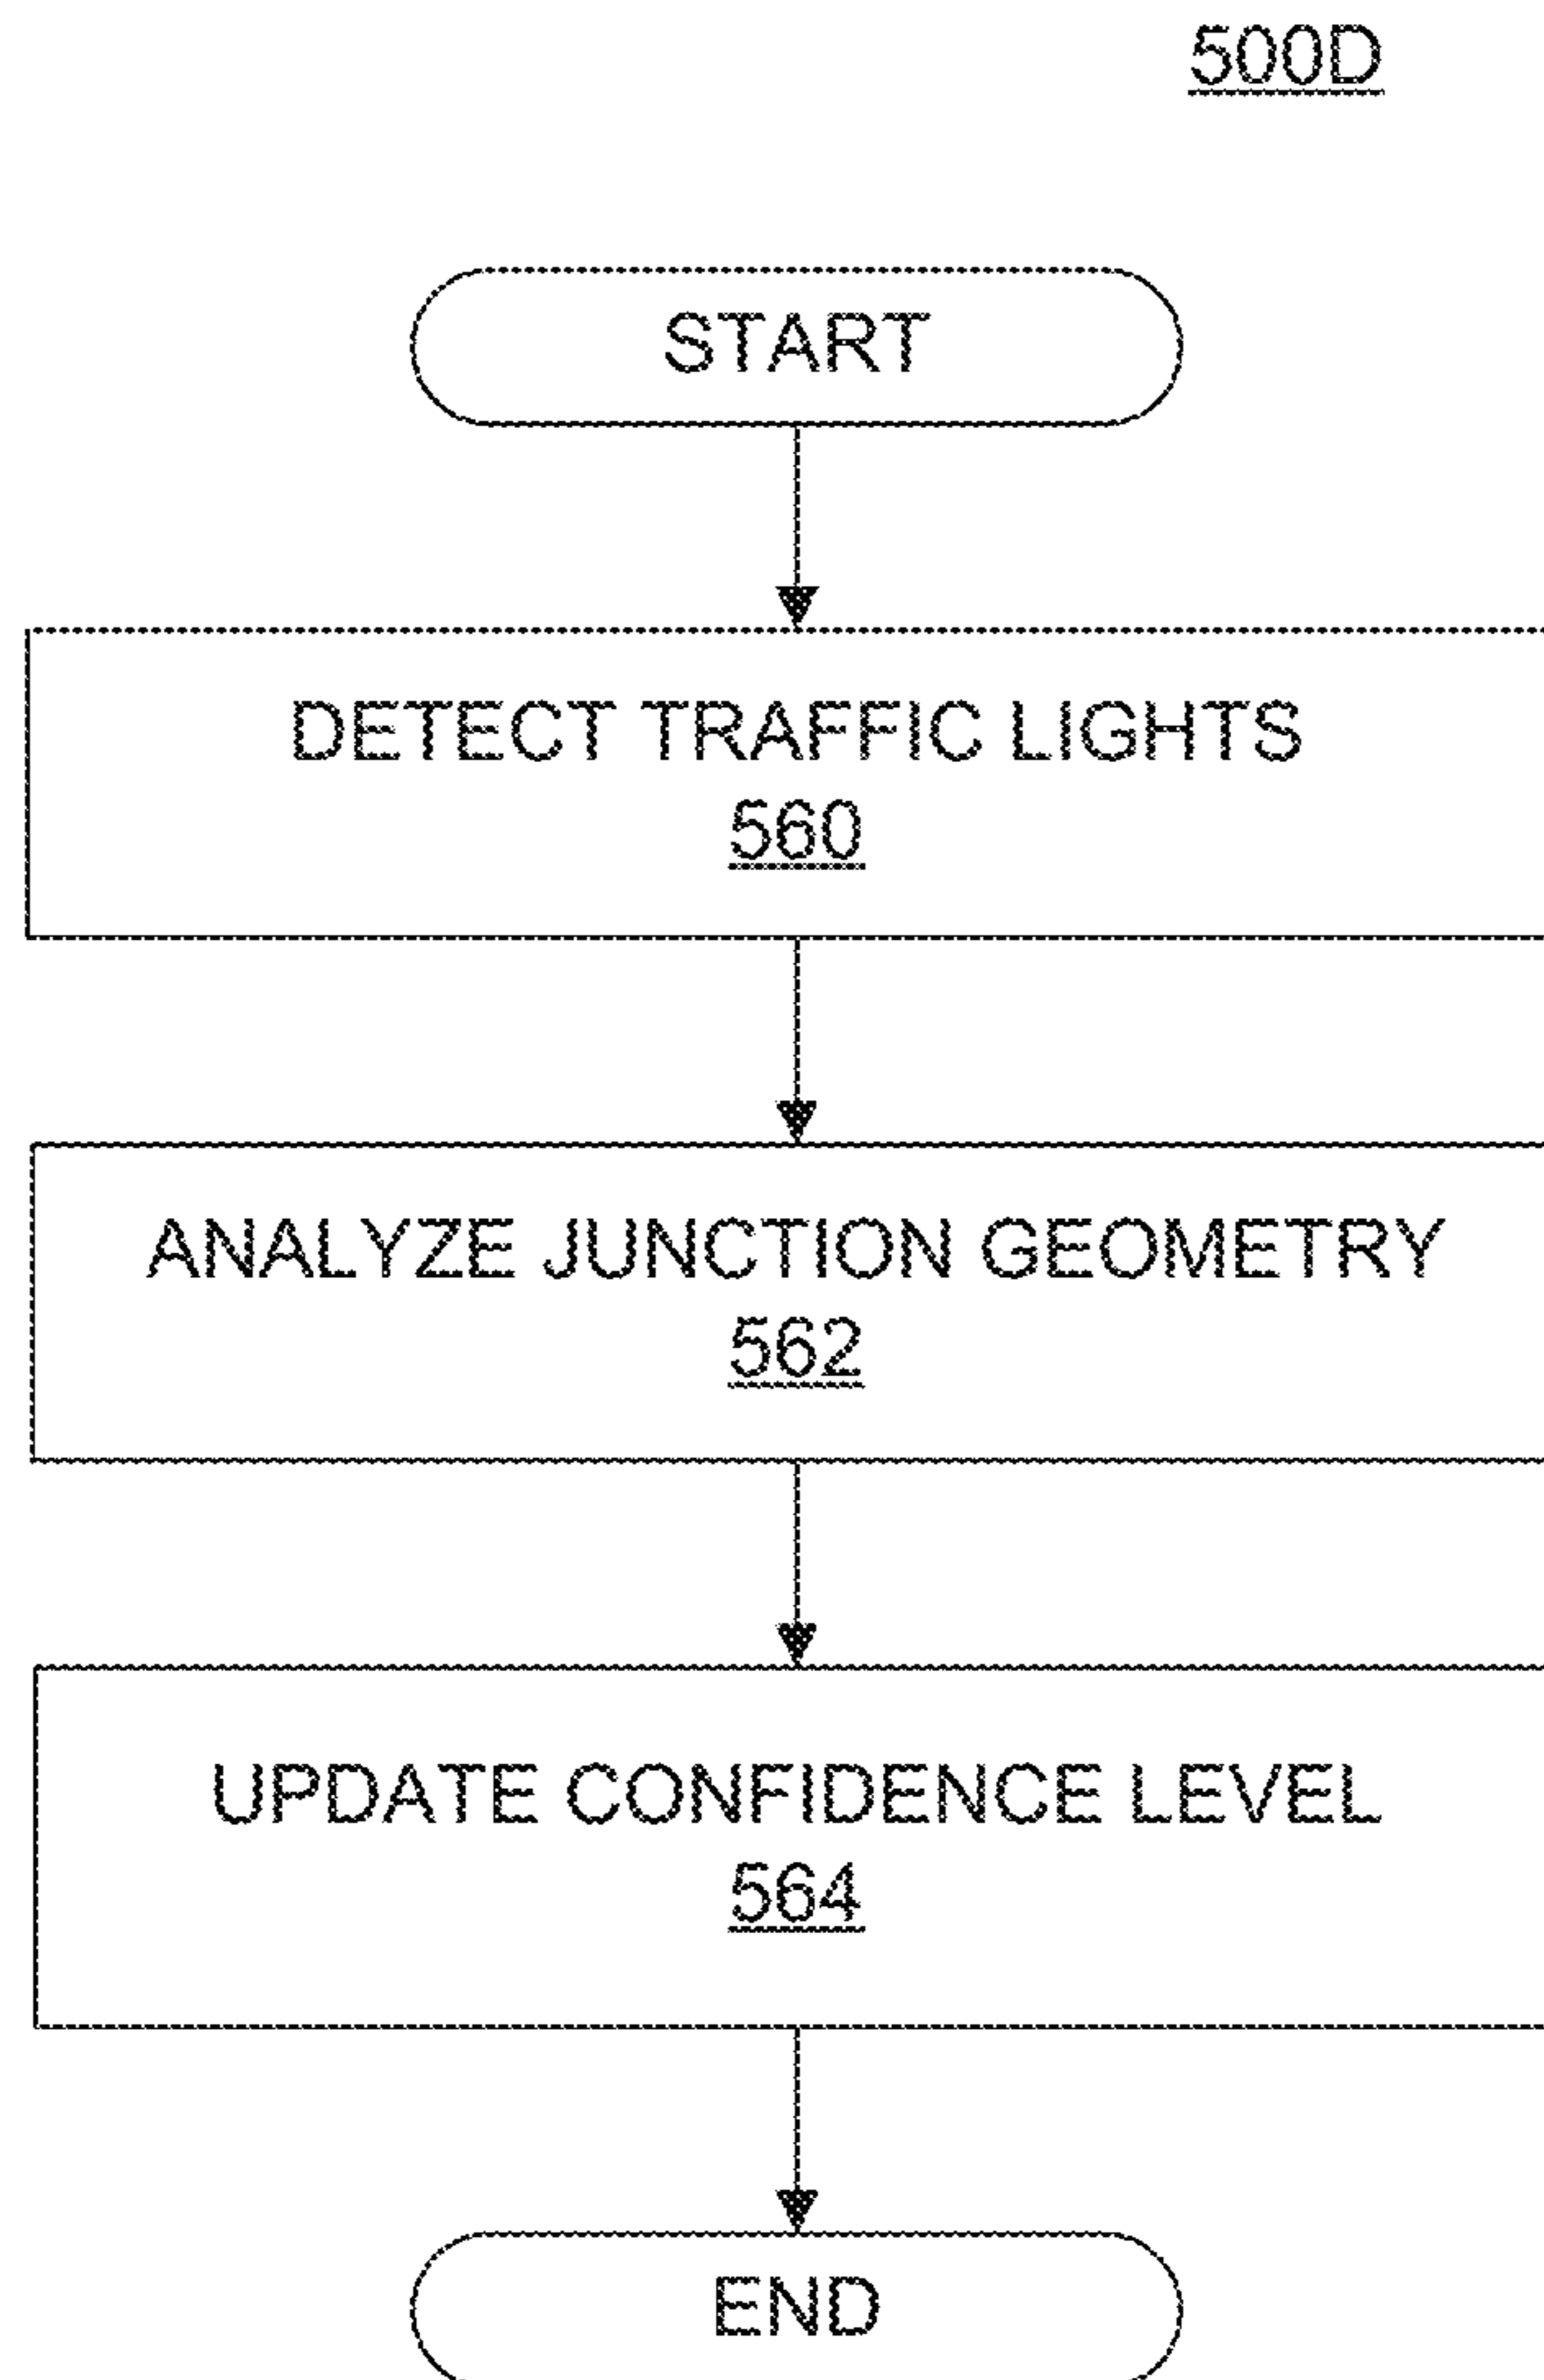 500D
START
DETECT TRAFFIC LIGHTS
560
ANALYZE JUNCTION GEOMETRY
562
UPDATE CONFIDENCE LEVEL
564
END